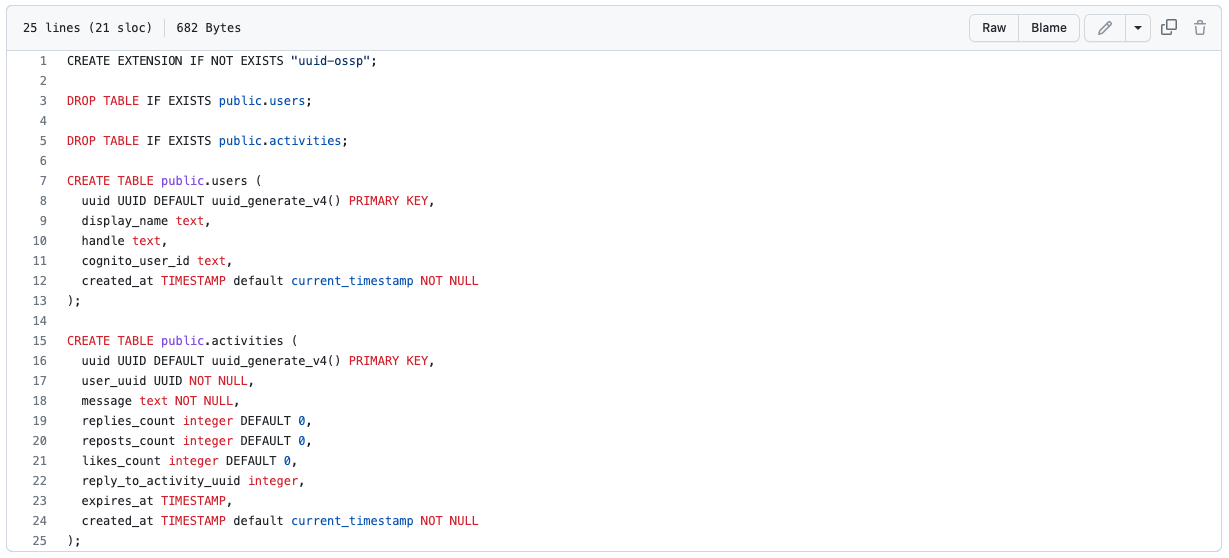 25 lines (21 sloc) 682 Bytes Raw Blame
1 CREATE EXTENSION IF NOT EXISTS "uuid-ossp";
2
3 DROP TABLE IF EXISTS public.users;
4
5 DROP TABLE IF EXISTS public.activities;
6
7 CREATE TABLE public.users (
8   uuid UUID DEFAULT uuid_generate_v4() PRIMARY KEY,
9   display_name text,
10   handle text,
11   cognito_user_id text,
12   created_at TIMESTAMP default current_timestamp NOT NULL
13 );
14
15 CREATE TABLE public.activities (
16   uuid UUID DEFAULT uuid_generate_v4() PRIMARY KEY,
17   user_uuid UUID NOT NULL,
18   message text NOT NULL,
19   replies_count integer DEFAULT 0,
20   reposts_count integer DEFAULT 0,
21   likes_count integer DEFAULT 0,
22   reply_to_activity_uuid integer,
23   expires_at TIMESTAMP,
24   created_at TIMESTAMP default current_timestamp NOT NULL
25 );